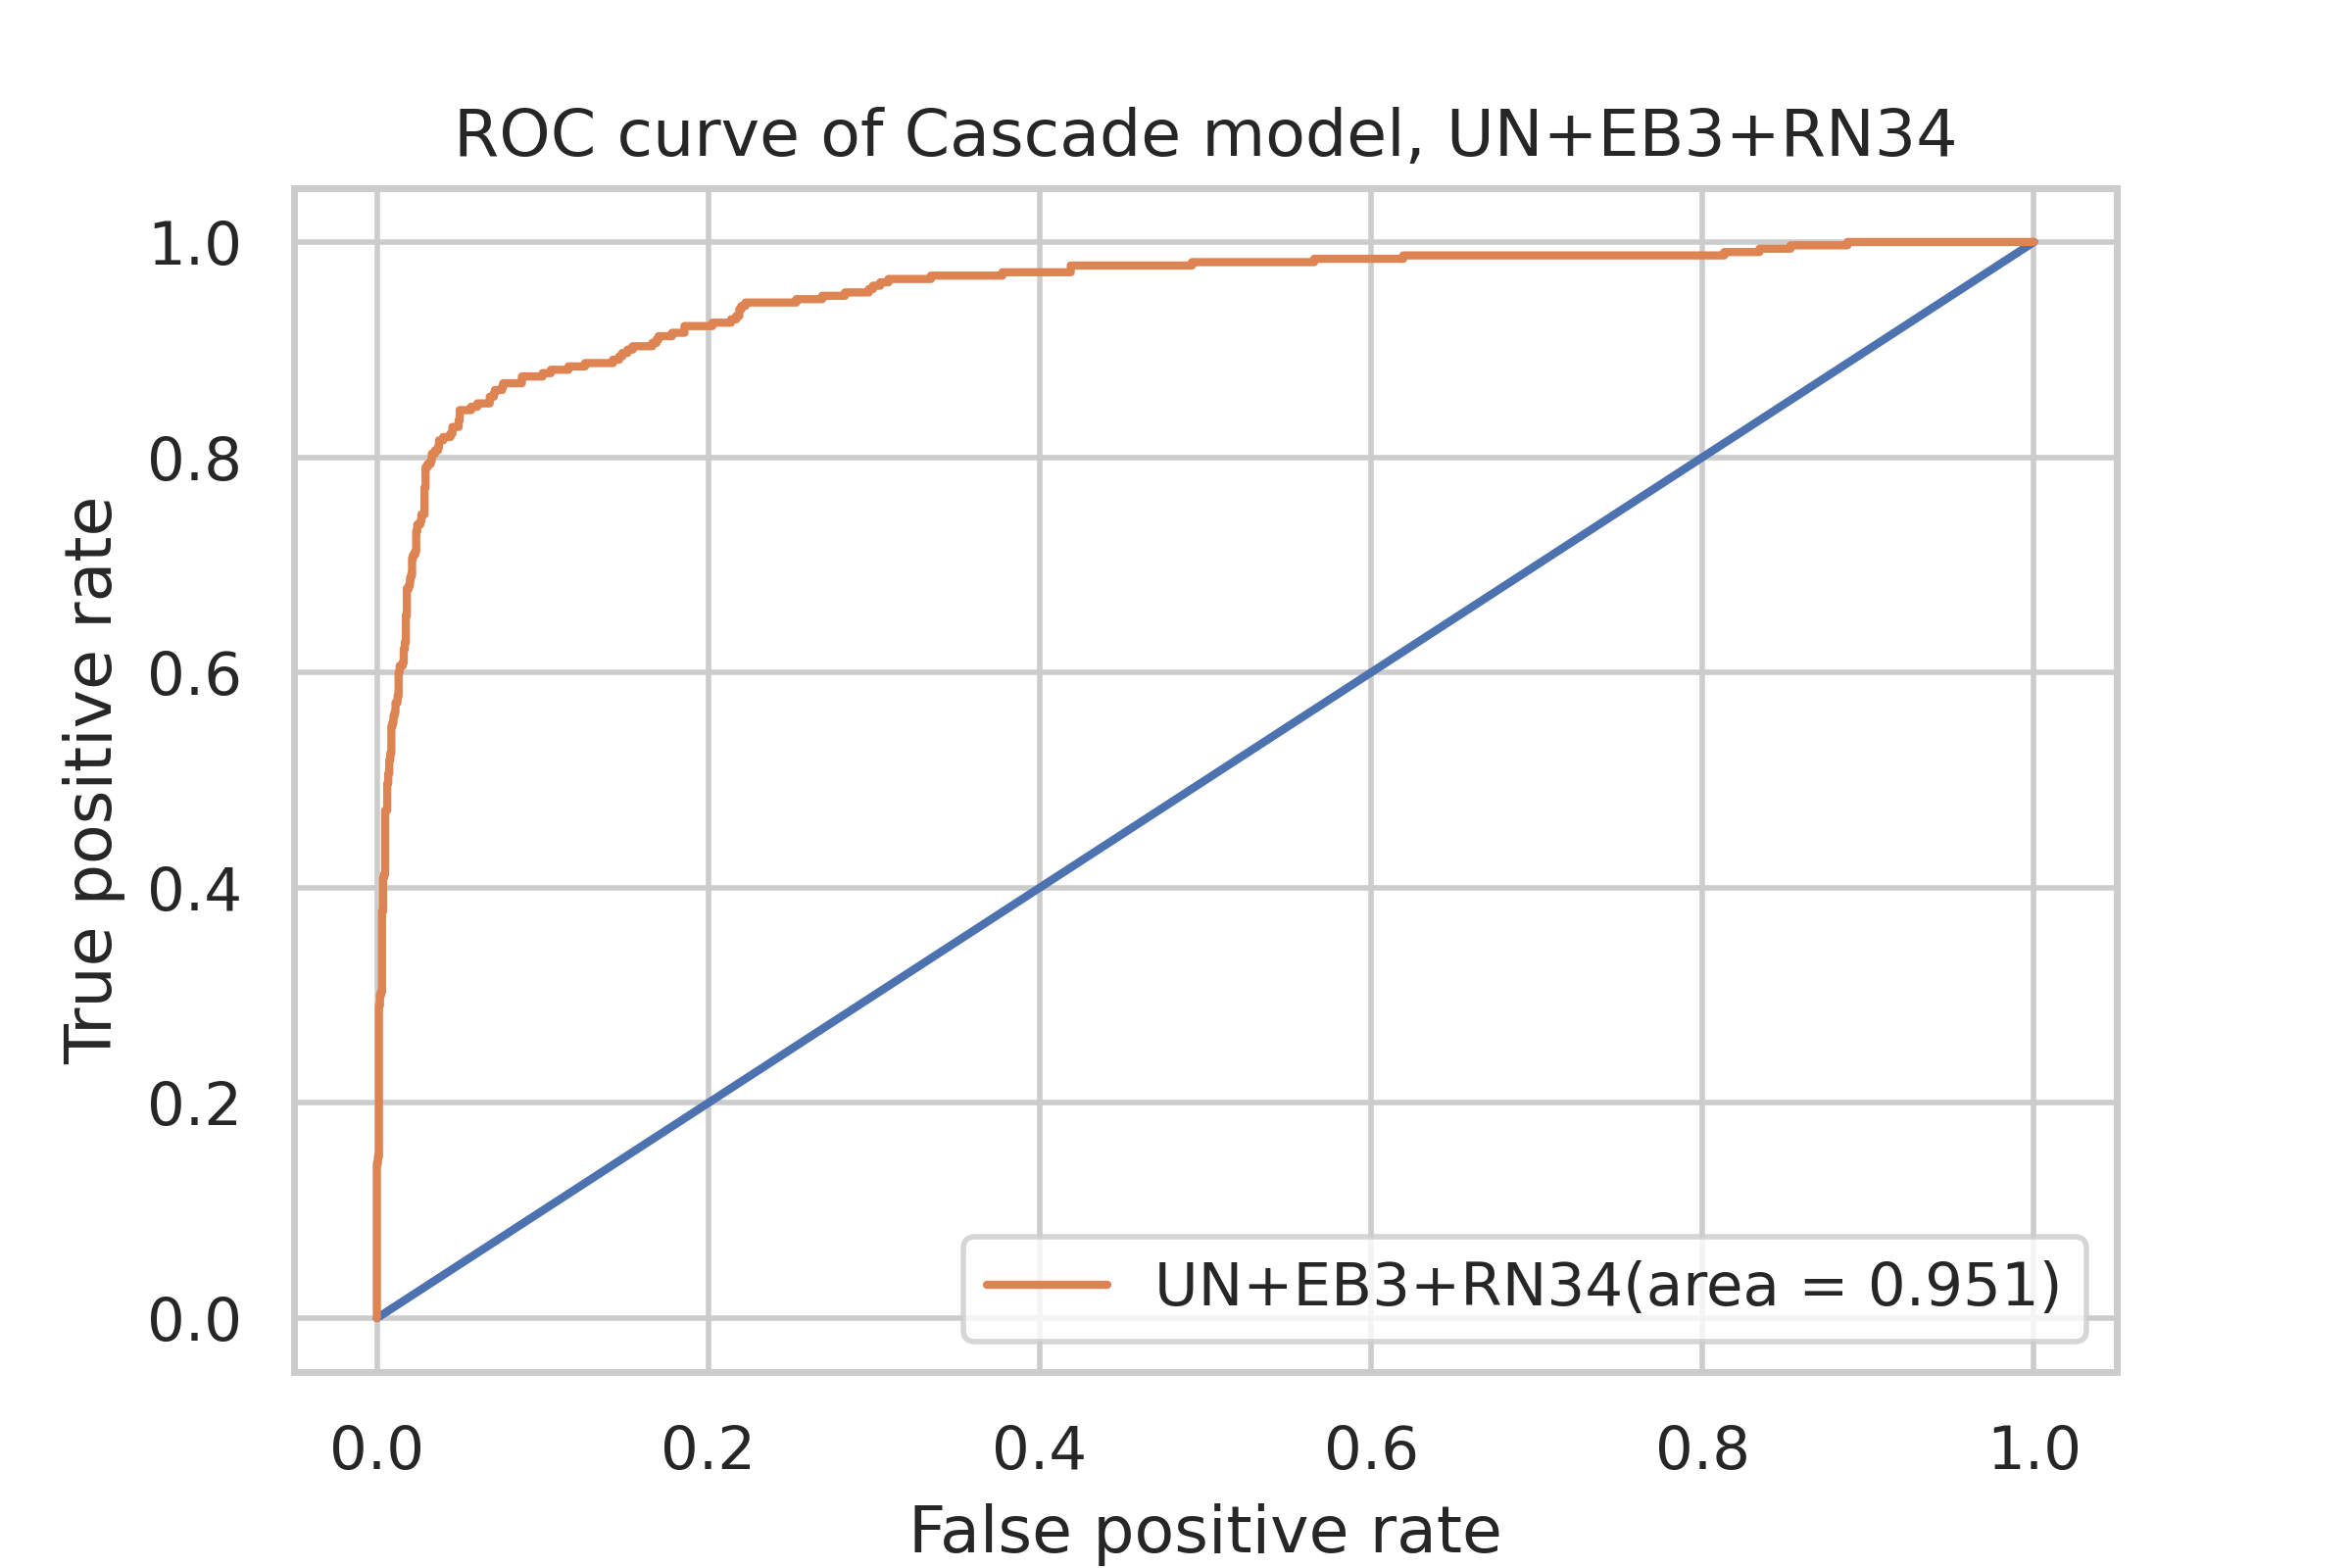 ROC curve of Cascade model, UN+EB3+RN34
True positive rate
1.0
0.8
0.6
0.4
0.2
0.0
UN+EB3+RN34(area = 0.951)
0.0 0.2 0.4 0.6 0.8 1.0
False positive rate